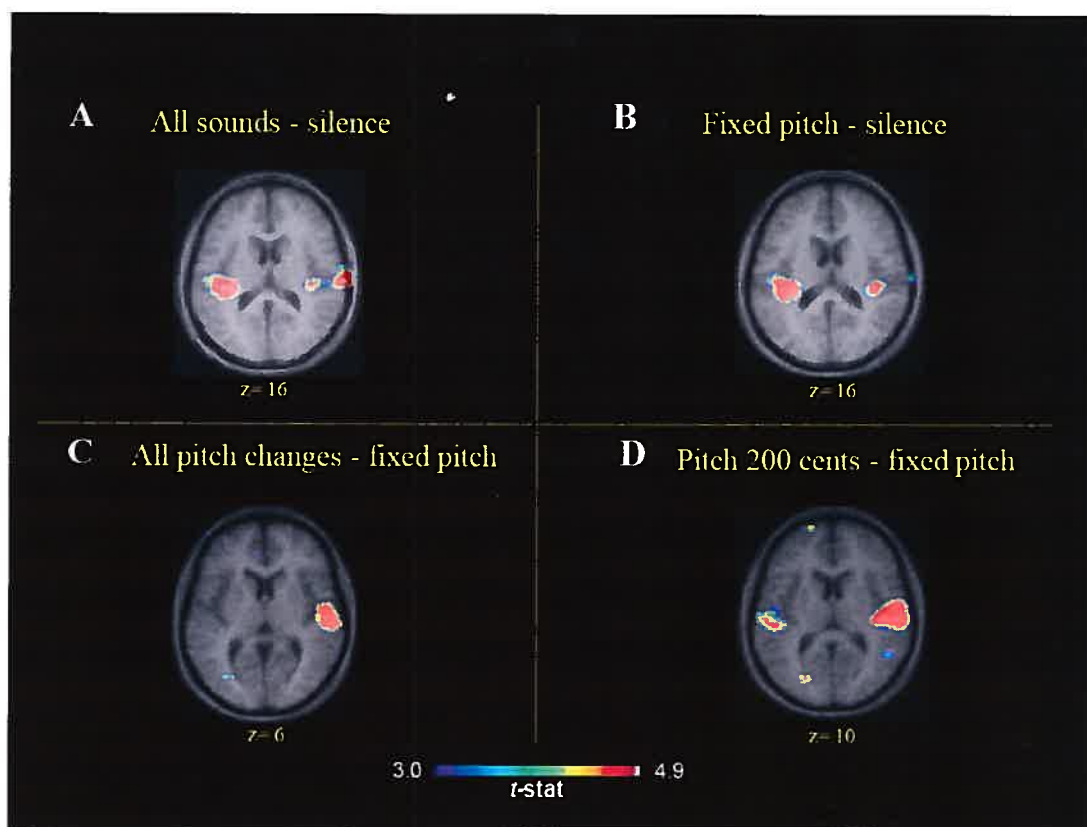 A
All sounds - silence
z= 16
B
Fixed pitch - silence
z= 16
C
All pitch changes - fixed pitch
z= 6
D
Pitch 200 cents - fixed pitch
z= 10
3.0
4.9
t-stat